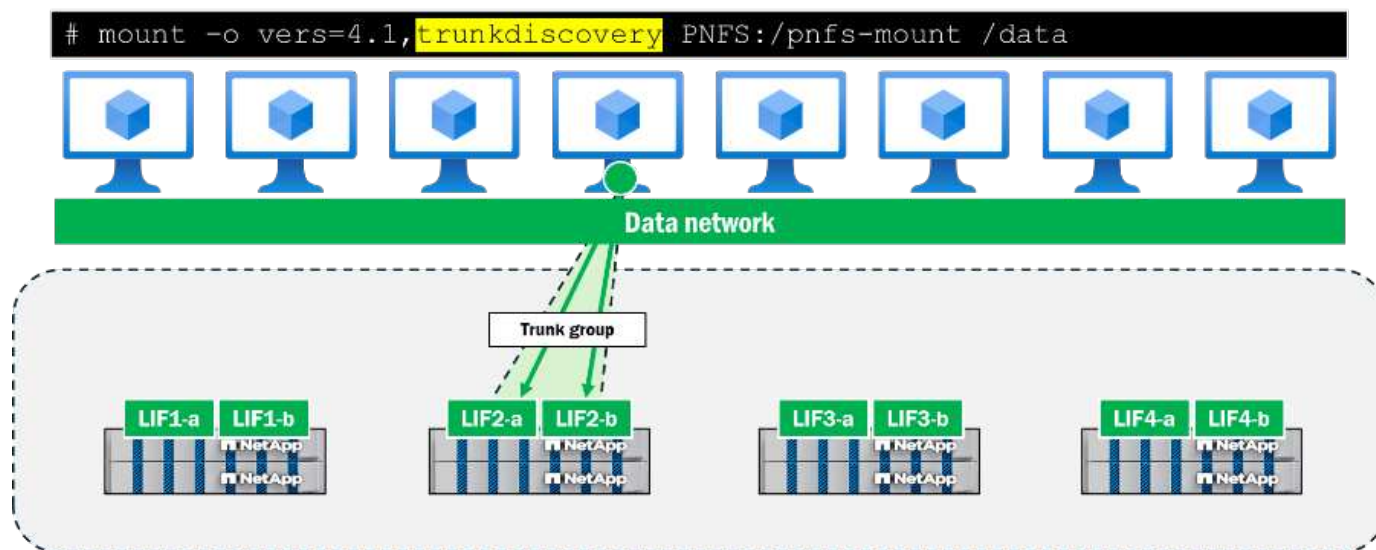 # mount -o vers=4.1,trunkdiscovery PNFS:/pnfs-mount /data
Data network
Trunk group
LIF1-a LIF1-b LIF2-a LIF2-b LIF3-a LIF3-b LIF4-a LIF4-b
NetApp NetApp NetApp NetApp
NetApp NetApp NetApp NetApp